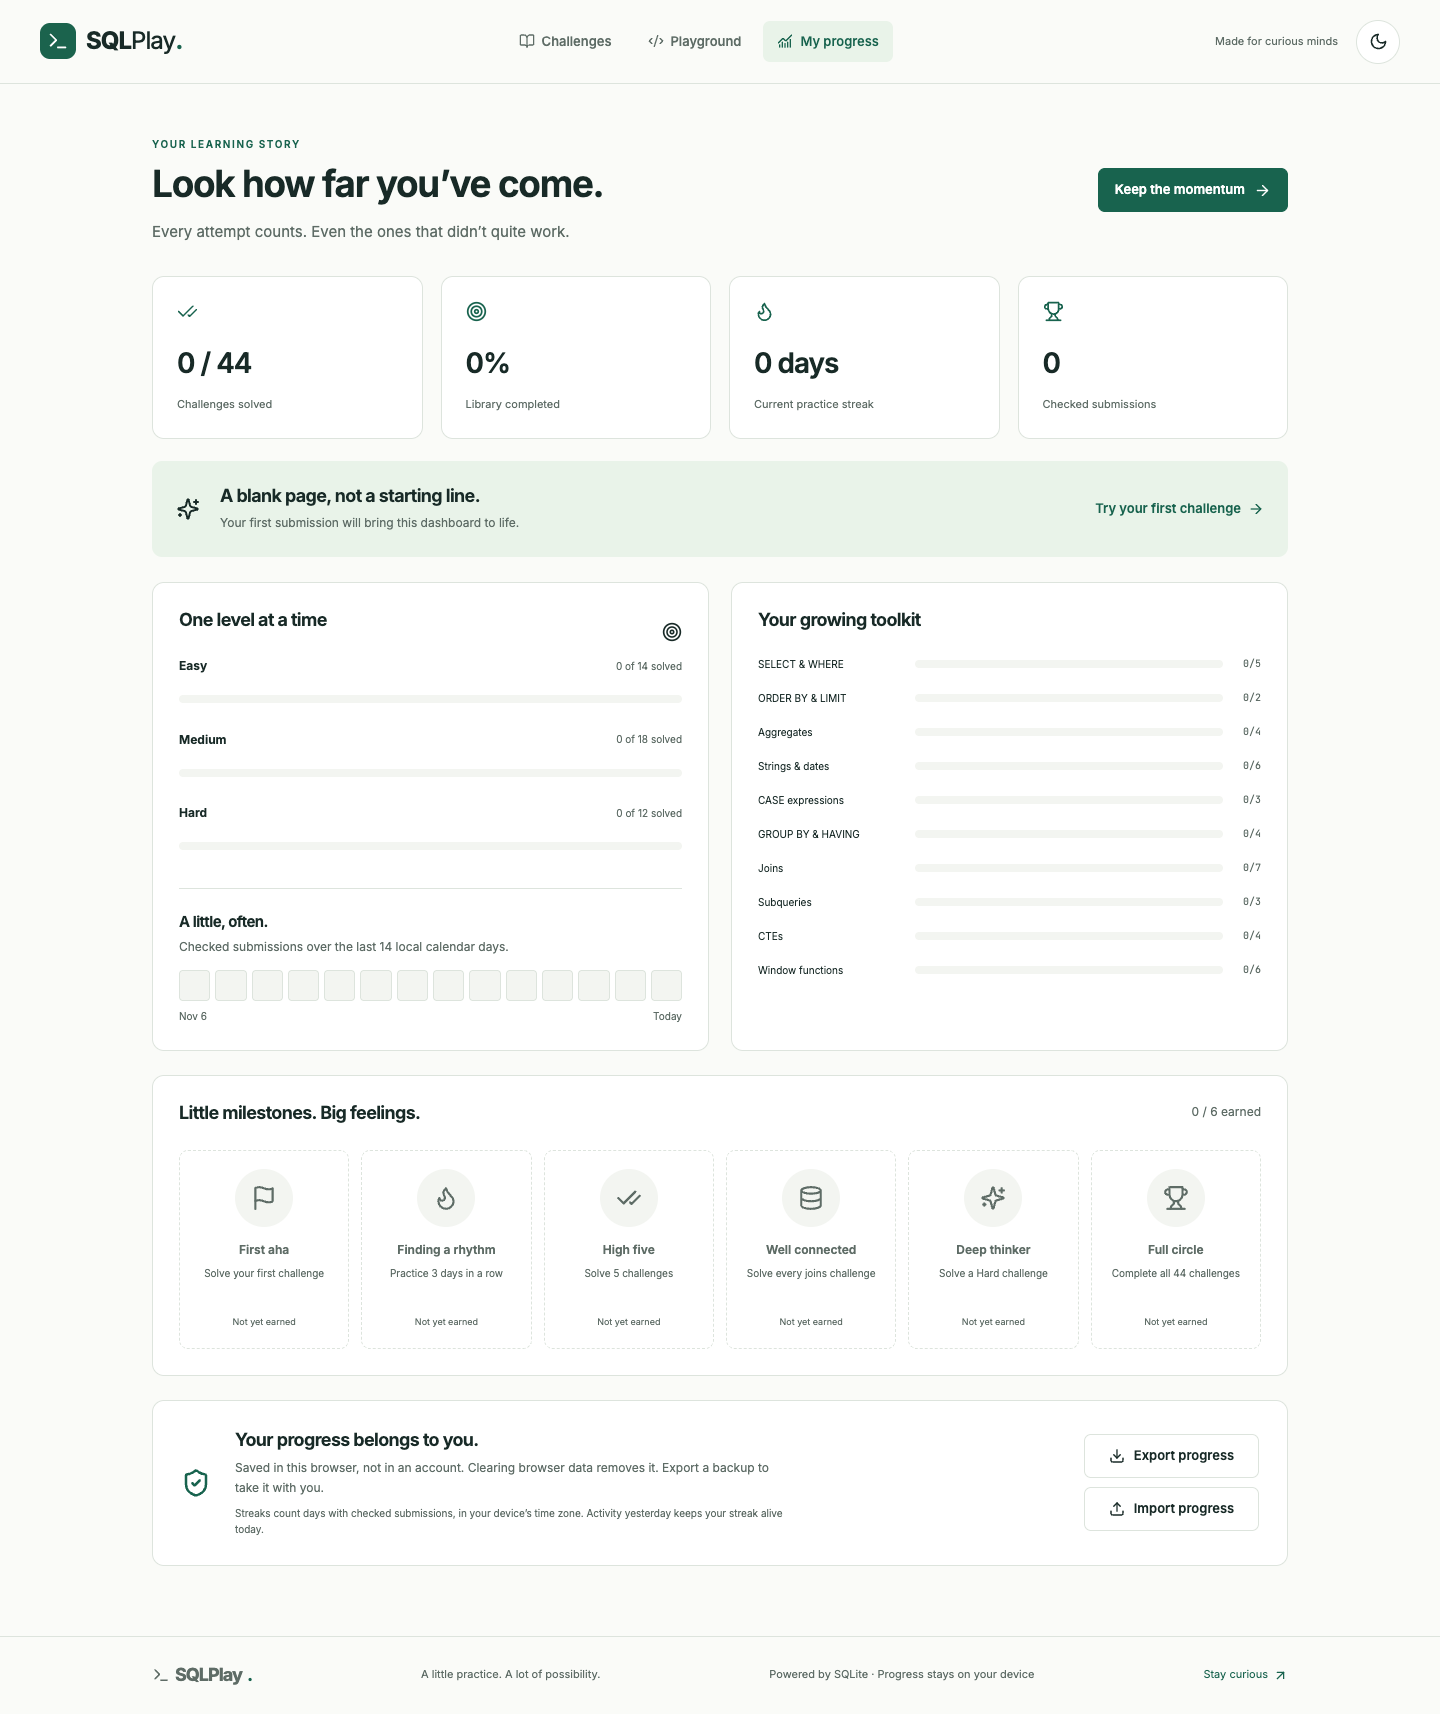 SQLPlay.
Challenges
Playground
My progress
Made for curious minds
YOUR LEARNING STORY
Look how far you’ve come.
Every attempt counts. Even the ones that didn’t quite work.
Keep the momentum
0 / 44
Challenges solved
0%
Library completed
0 days
Current practice streak
0
Checked submissions
A blank page, not a starting line.
Your first submission will bring this dashboard to life.
Try your first challenge
One level at a time
Easy
0 of 14 solved
Medium
0 of 18 solved
Hard
0 of 12 solved
A little, often.
Checked submissions over the last 14 local calendar days.
Nov 6
Today
Your growing toolkit
SELECT & WHERE
0/5
ORDER BY & LIMIT
0/2
Aggregates
0/4
Strings & dates
0/6
CASE expressions
0/3
GROUP BY & HAVING
0/4
Joins
0/7
Subqueries
0/3
CTEs
0/4
Window functions
0/6
Little milestones. Big feelings.
0 / 6 earned
First aha
Solve your first challenge
Not yet earned
Finding a rhythm
Practice 3 days in a row
Not yet earned
High five
Solve 5 challenges
Not yet earned
Well connected
Solve every joins challenge
Not yet earned
Deep thinker
Solve a Hard challenge
Not yet earned
Full circle
Complete all 44 challenges
Not yet earned
Your progress belongs to you.
Saved in this browser, not in an account. Clearing browser data removes it. Export a backup to
take it with you.
Streaks count days with checked submissions, in your device’s time zone. Activity yesterday keeps your streak alive
today.
Export progress
Import progress
SQLPlay .
A little practice. A lot of possibility.
Powered by SQLite · Progress stays on your device
Stay curious